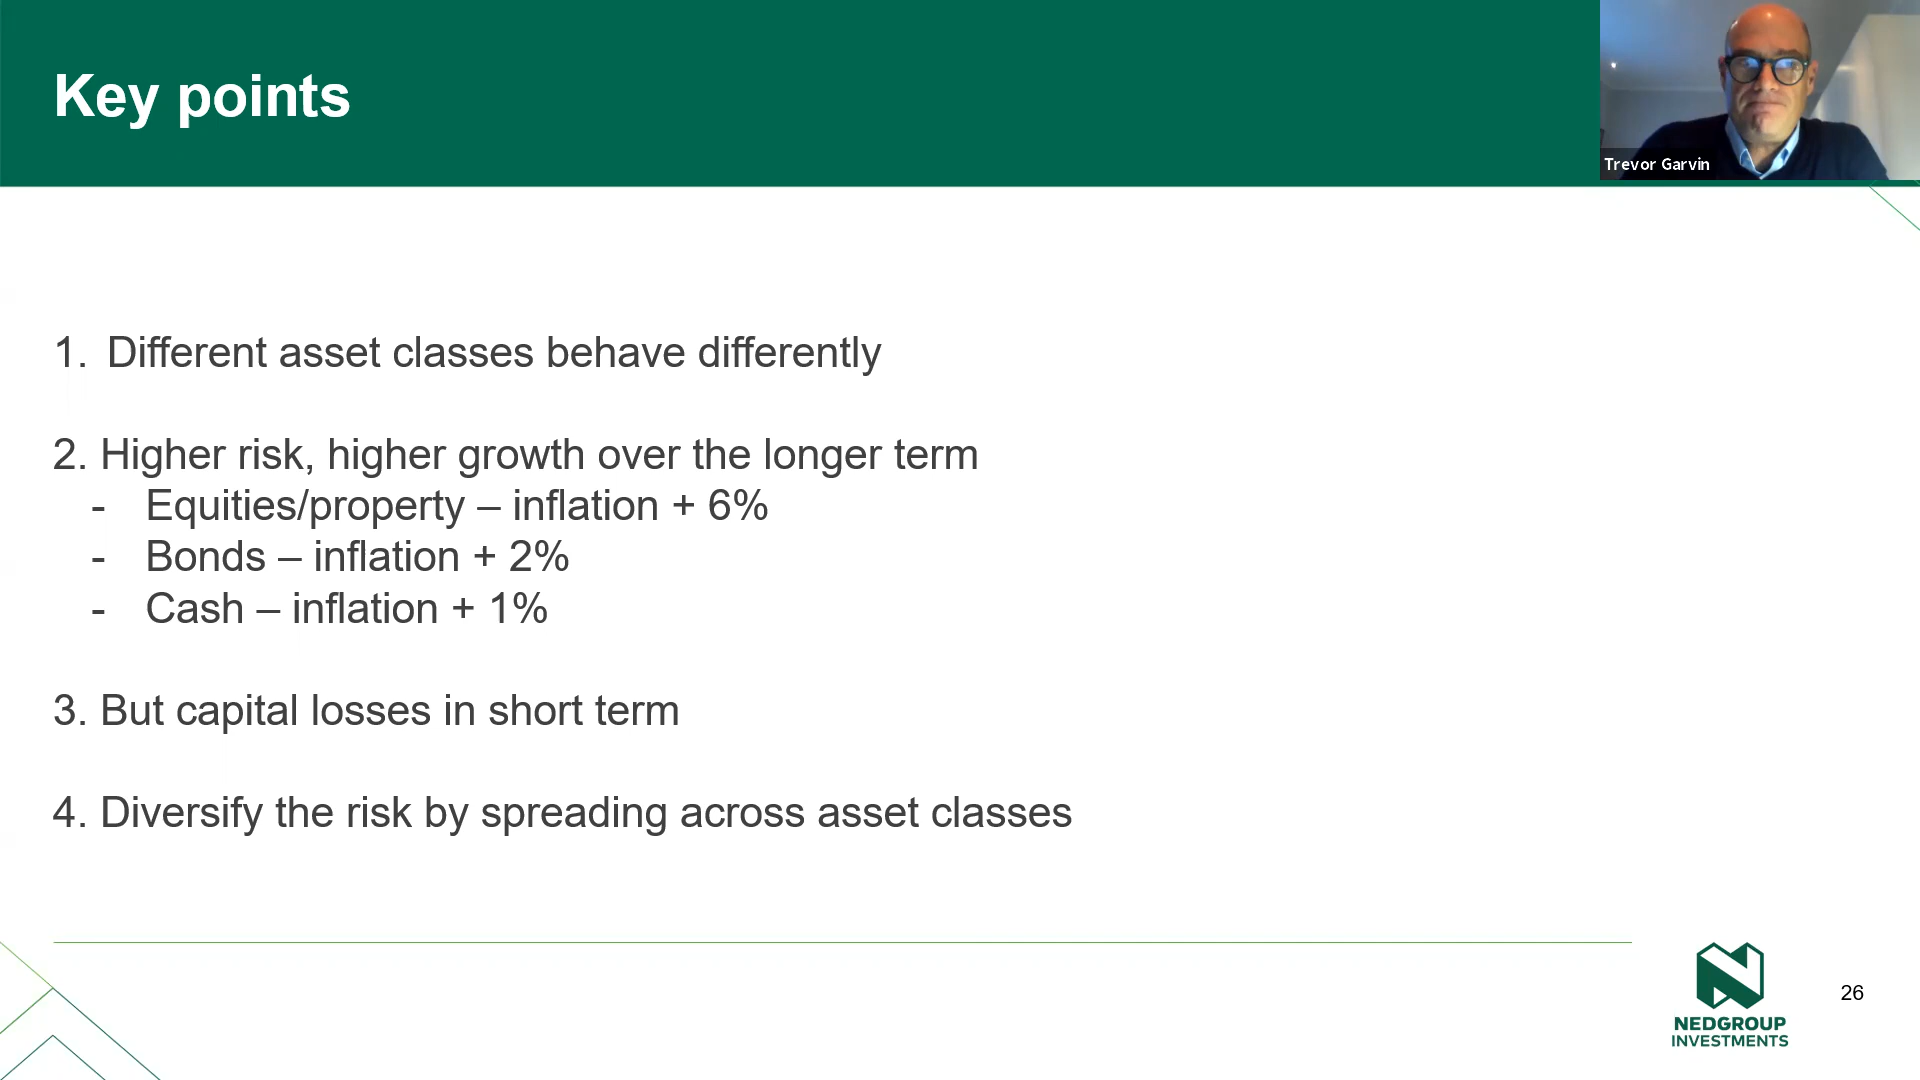 Key points
Trevor Garvin
1. Different asset classes behave differently
2. Higher risk, higher growth over the longer term
- Equities/property – inflation + 6%
- Bonds – inflation + 2%
- Cash – inflation + 1%
3. But capital losses in short term
4. Diversify the risk by spreading across asset classes
NEDGROUP
INVESTMENTS
26